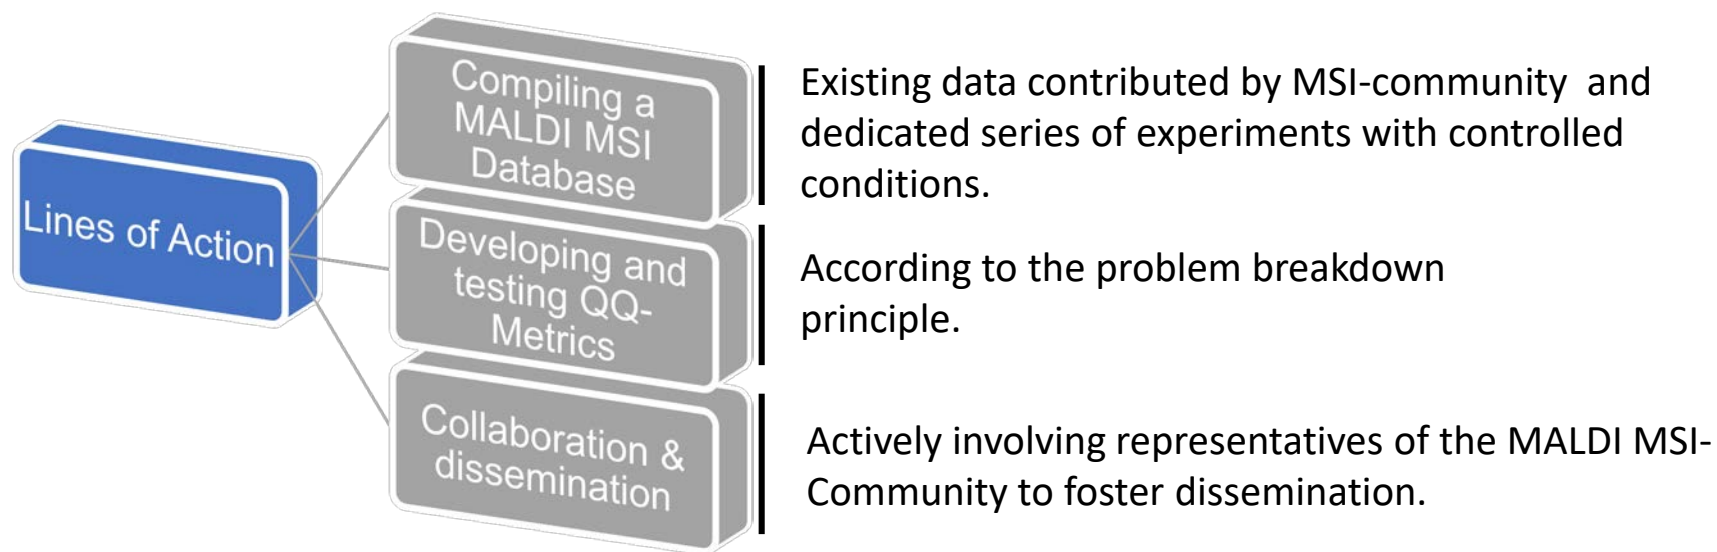 Lines of Action
Compiling a
MALDI MSI
Database
Existing data contributed by MSI-community  and
dedicated series of experiments with controlled
conditions.
Developing and
testing QQ-
Metrics
According to the problem breakdown
principle.
Collaboration &
dissemination
Actively involving representatives of the MALDI MSI-
Community to foster dissemination.